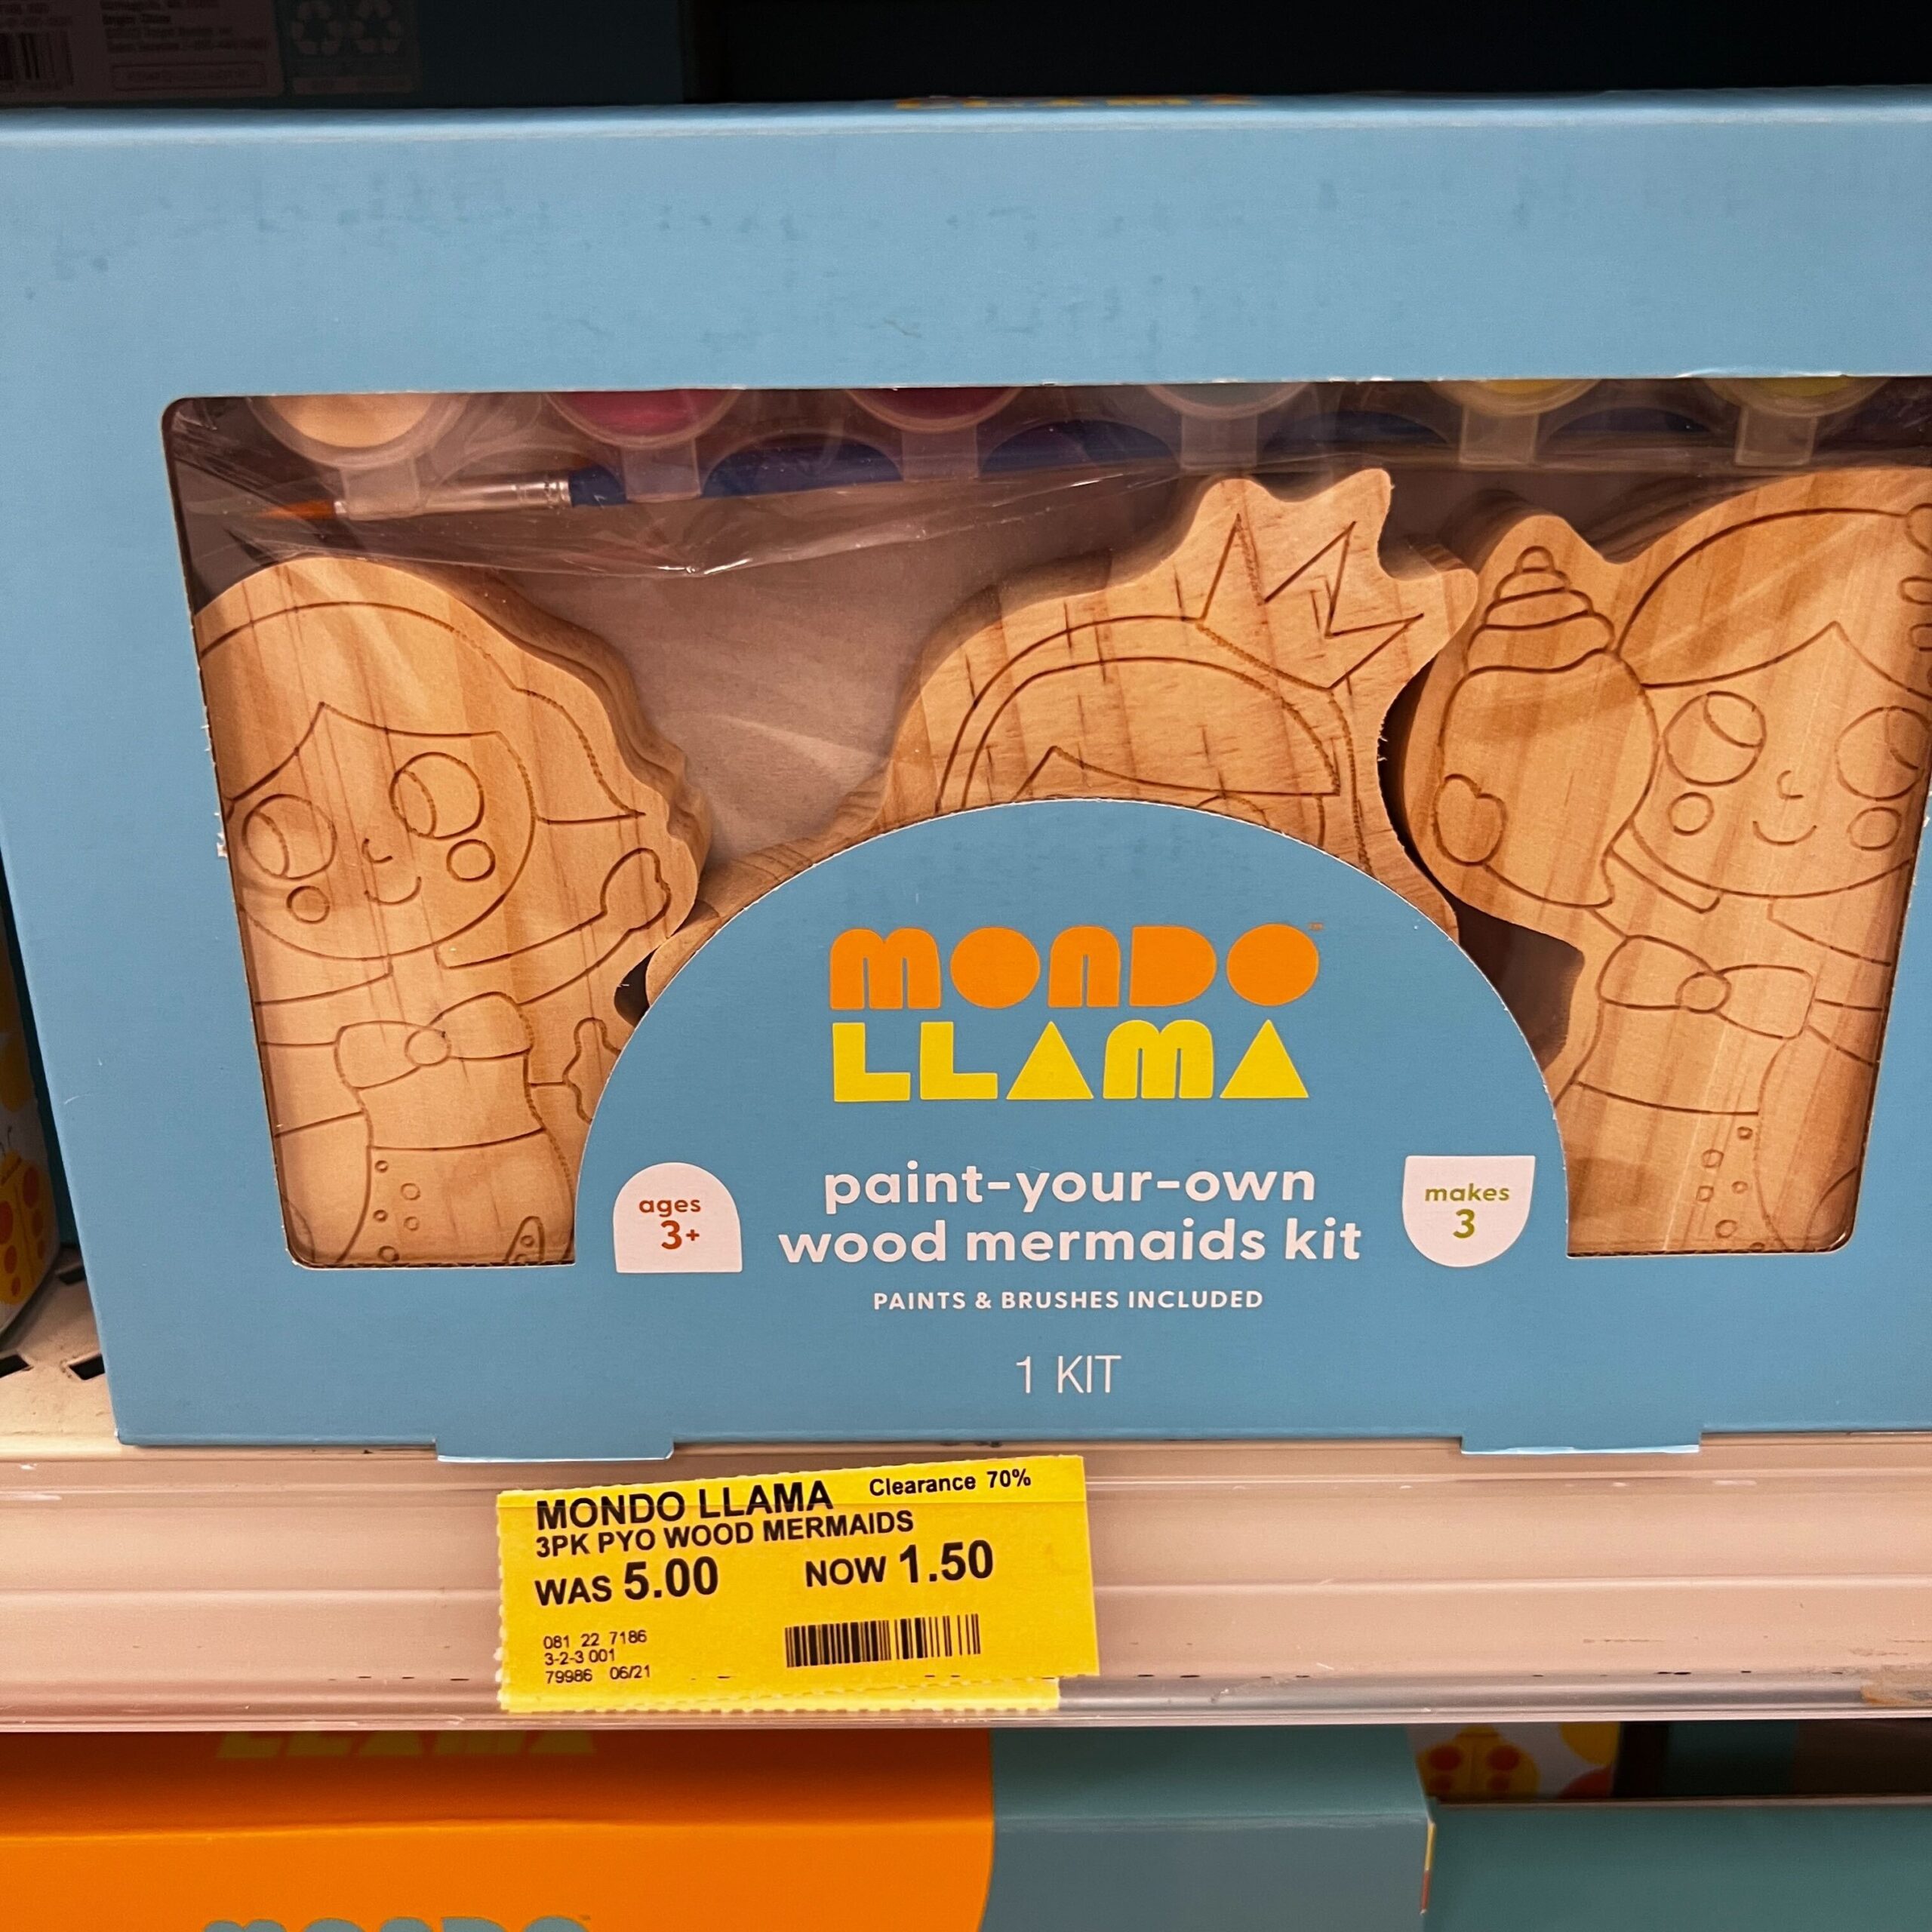 MONDO
LLAMA
paint-your-own
wood mermaids kit
PAINTS & BRUSHES INCLUDED
1 KIT
ages
3+
makes
3
MONDO LLAMA Clearance 70%
3PK PYO WOOD MERMAIDS
WAS 5.00 NOW 1.50
081 22 7186
3-2-3 001
79986 06/21
LLAMA
MONDO